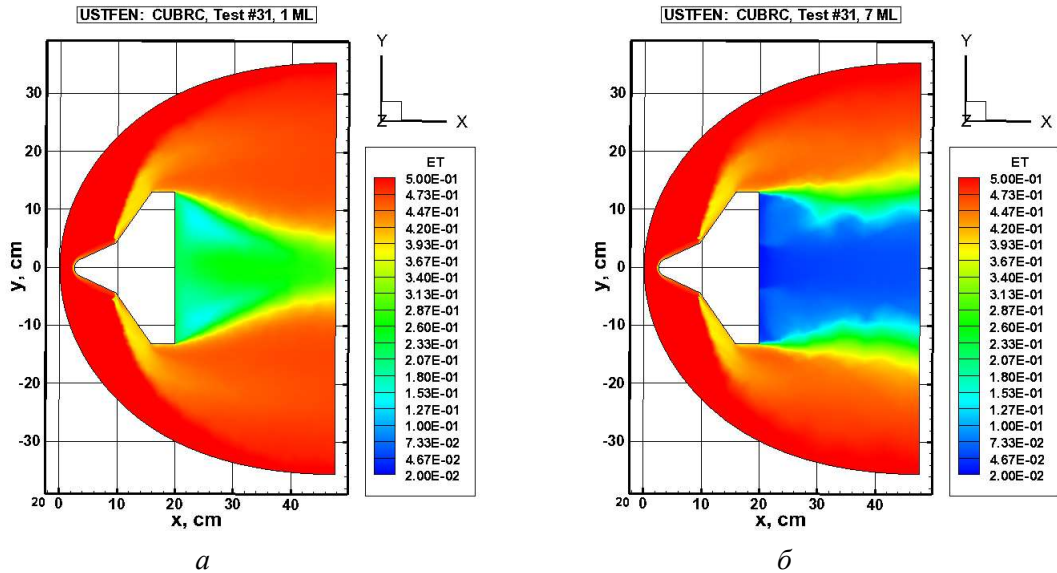 USTFEN: CUBRC, Test #31, 1 ML
Y
Z X
ET
5.00E-01
4.73E-01
4.47E-01
4.20E-01
3.93E-01
3.67E-01
3.40E-01
3.13E-01
2.87E-01
2.60E-01
2.33E-01
2.07E-01
1.80E-01
1.53E-01
1.27E-01
1.00E-01
7.33E-02
4.67E-02
2.00E-02
y, cm
30
20
10
0
-10
-20
-30
20 0 10 20 30 40
x, cm
а
USTFEN: CUBRC, Test #31, 7 ML
Y
Z X
ET
5.00E-01
4.73E-01
4.47E-01
4.20E-01
3.93E-01
3.67E-01
3.40E-01
3.13E-01
2.87E-01
2.60E-01
2.33E-01
2.07E-01
1.80E-01
1.53E-01
1.27E-01
1.00E-01
7.33E-02
4.67E-02
2.00E-02
y, cm
30
20
10
0
-10
-20
-30
20 0 10 20 30 40
x, cm
б